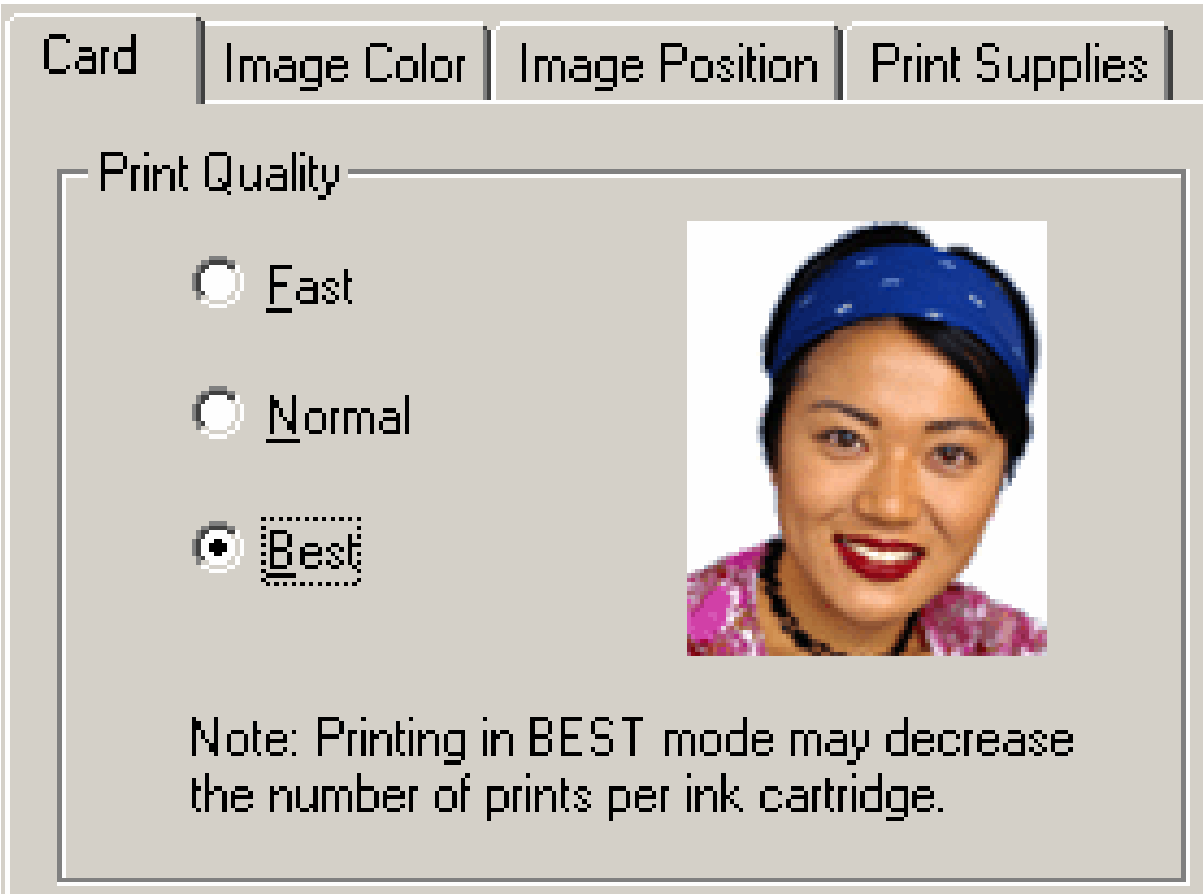 Card Image Color Image Position Print Supplies
Print Quality
Fast
Normal
Best
Note: Printing in BEST mode may decrease
the number of prints per ink cartridge.